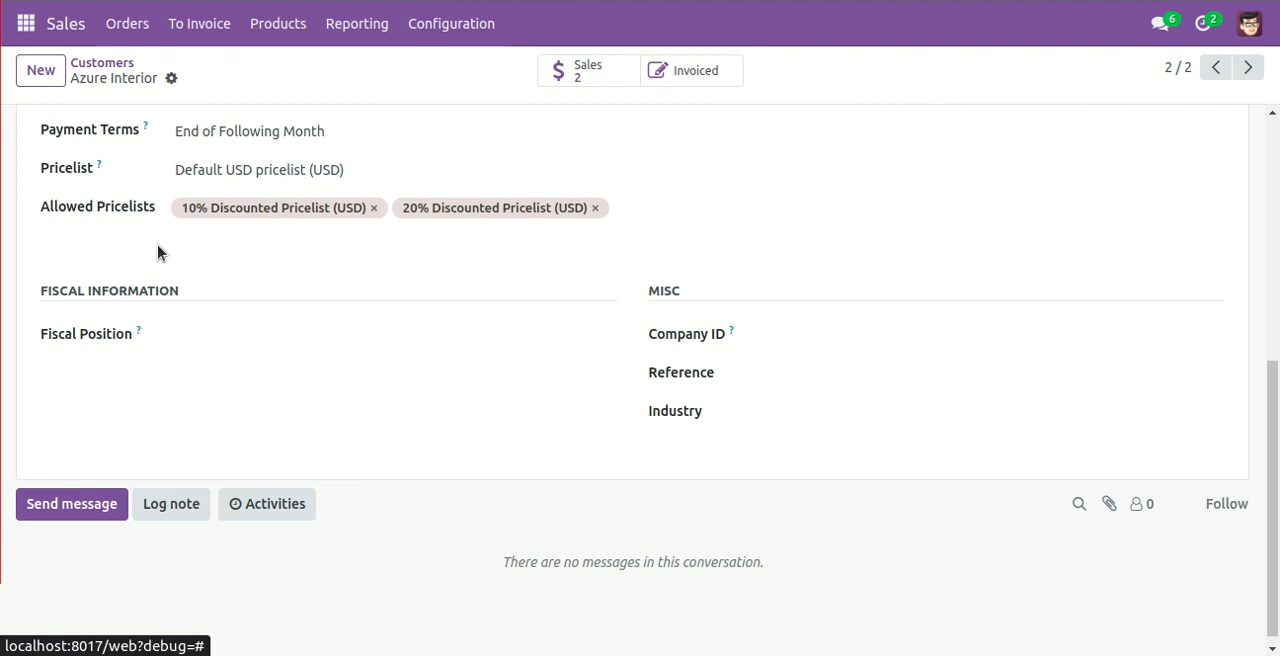 Sales Orders To Invoice Products Reporting Configuration 6 2
New Customers Sales Invoiced 2 / 2
Azure Interior 2
Payment Terms ? End of Following Month
Pricelist ? Default USD pricelist (USD)
Allowed Pricelists 10% Discounted Pricelist (USD) × 20% Discounted Pricelist (USD) ×
FISCAL INFORMATION MISC
Fiscal Position ? Company ID ?
Reference
Industry
Send message Log note Activities 0 Follow
There are no messages in this conversation.
localhost:8017/web?debug=#